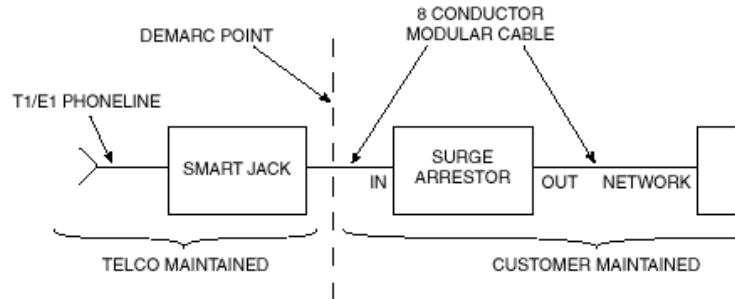 8 CONDUCTOR
MODULAR CABLE
DEMARC POINT
T1/E1 PHONELINE
SMART JACK
IN
SURGE
ARRESTOR
OUT
NETWORK
TELCO MAINTAINED
CUSTOMER MAINTAINED